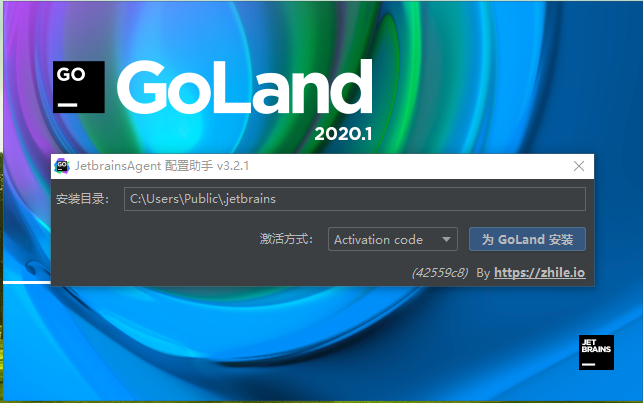 GO
GoLand
2020.1
GO JetbrainsAgent 配置助手 v3.2.1
安装目录： C:\Users\Public\.jetbrains
激活方式： Activation code 为 GoLand 安装
(42559c8) By https://zhile.io
JET
BRAINS